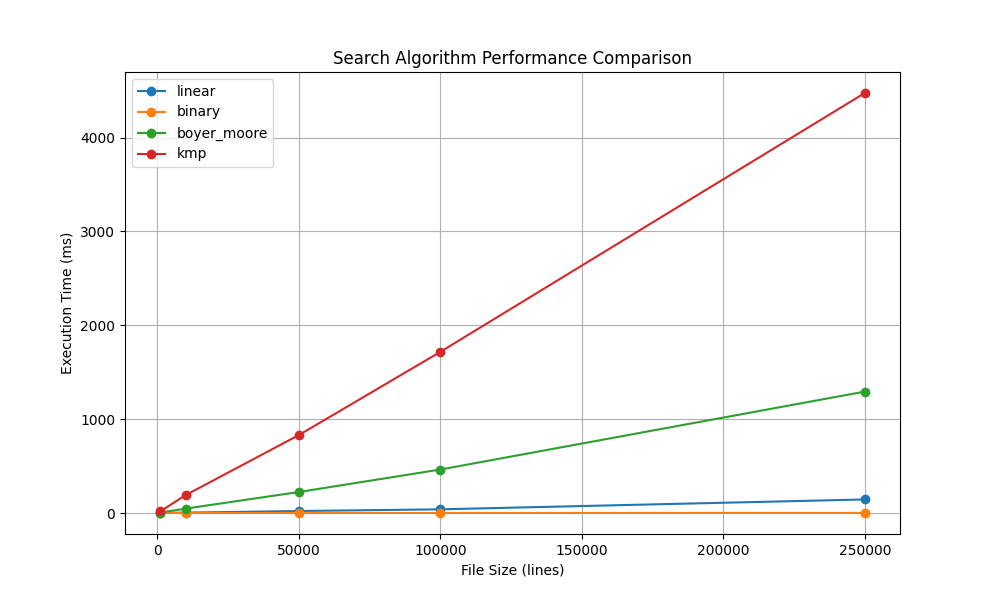 Search Algorithm Performance Comparison
linear
binary
boyer_moore
kmp
4000
3000
2000
1000
0
Execution Time (ms)
0
50000
100000
150000
200000
250000
File Size (lines)